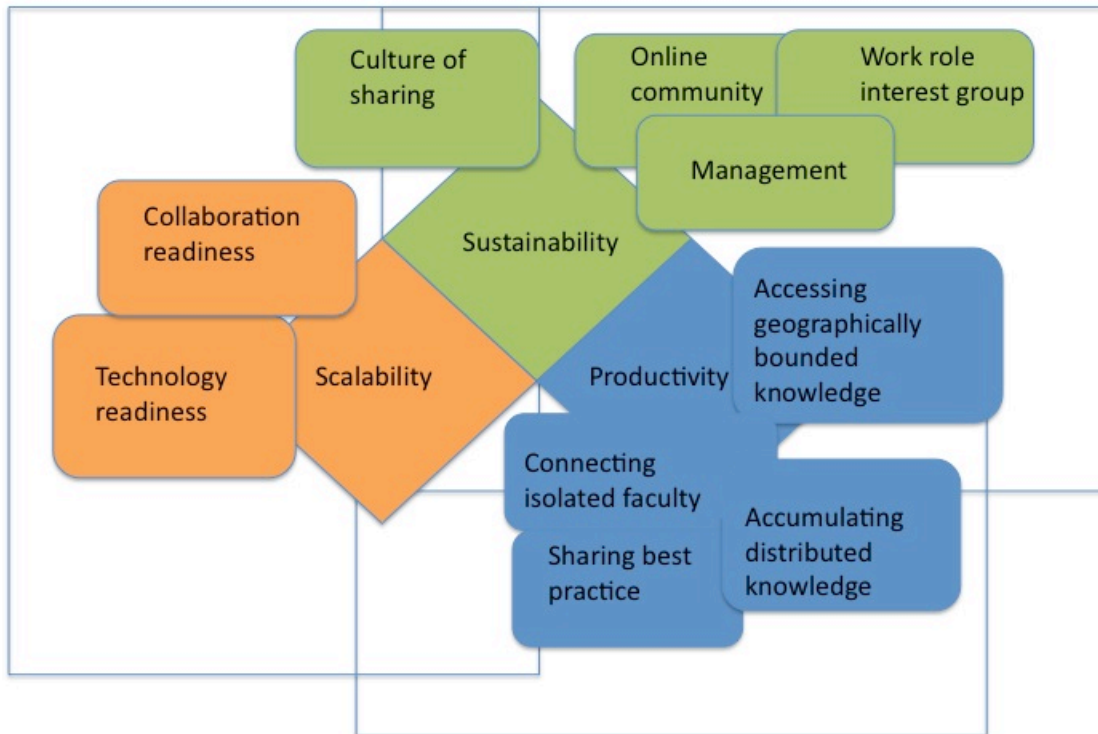 Culture of
sharing
Online
community
Work role
interest group
Management
Collaboration
readiness
Sustainability
Technology
readiness
Scalability
Productivity
Accessing
geographically
bounded
knowledge
Connecting
isolated faculty
Accumulating
distributed
knowledge
Sharing best
practice